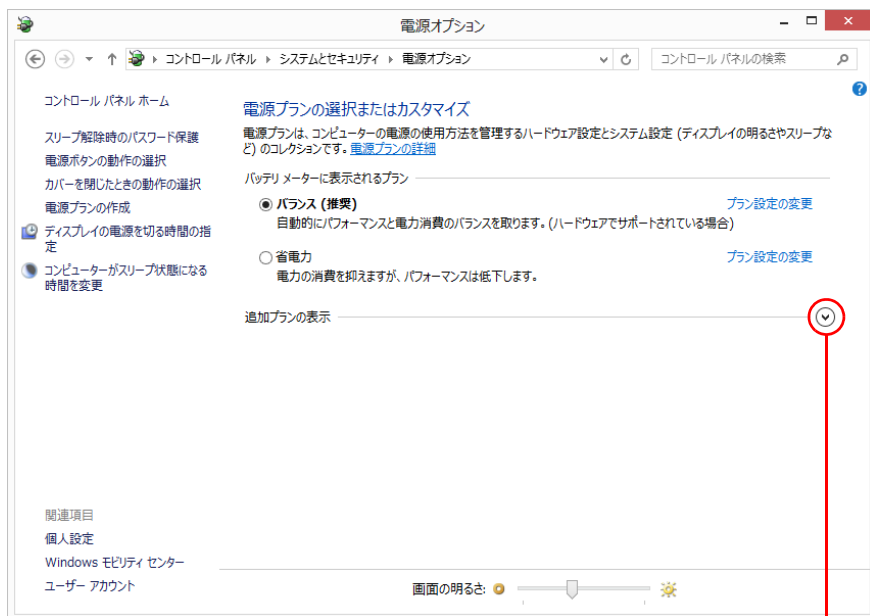 電源オプション
コントロール パネル システムとセキュリティ 電源オプション
コントロール パネルの検索
コントロール パネル ホーム
スリープ解除時のパスワード保護
電源ボタンの動作の選択
カバーを閉じたときの動作の選択
電源プランの作成
ディスプレイの電源を切る時間の指
定
コンピューターがスリープ状態になる
時間を変更
電源プランの選択またはカスタマイズ
電源プランは、コンピューターの電源の使用方法を管理するハードウェア設定とシステム設定 (ディスプレイの明るさやスリープな
ど) のコレクションです。電源プランの詳細
バッテリ メーターに表示されるプラン
バランス (推奨) プラン設定の変更
自動的にパフォーマンスと電力消費のバランスを取ります。(ハードウェアでサポートされている場合)
省電力 プラン設定の変更
電力の消費を抑えますが、パフォーマンスは低下します。
追加プランの表示
関連項目
個人設定
Windows モビリティ センター
ユーザー アカウント
画面の明るさ: